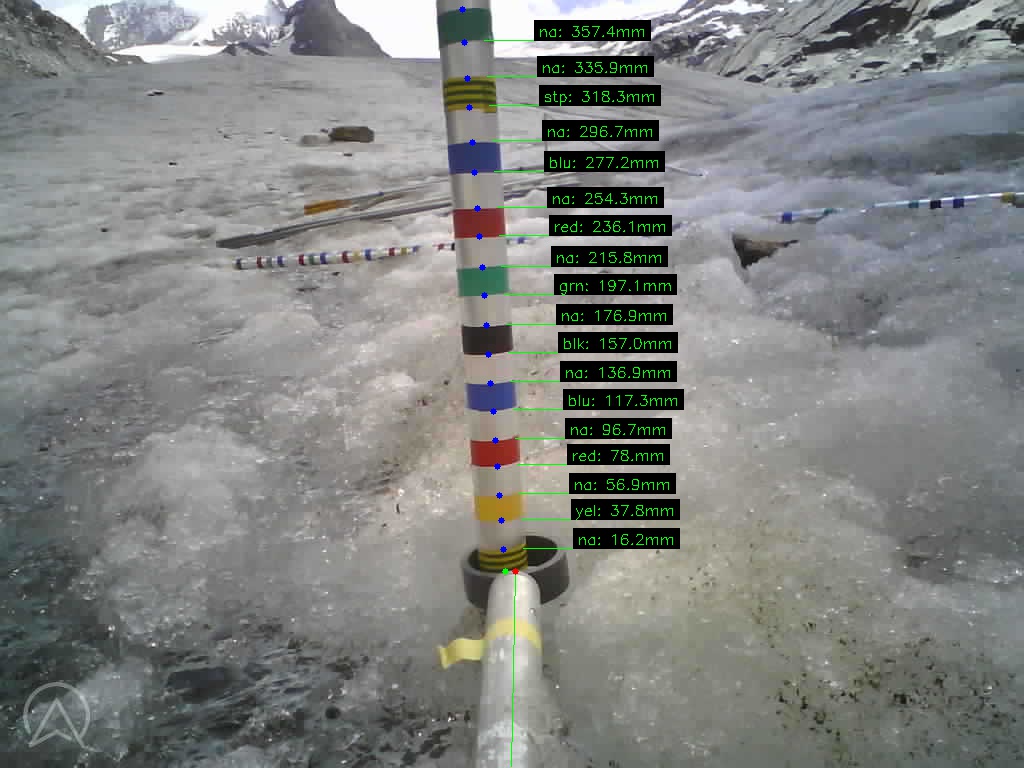 na: 357.4mm
na: 335.9mm
stp: 318.3mm
na: 296.7mm
blu: 277.2mm
na: 254.3mm
red: 236.1mm
na: 215.8mm
grn: 197.1mm
na: 176.9mm
blk: 157.0mm
na: 136.9mm
blu: 117.3mm
na: 96.7mm
red: 78.mm
na: 56.9mm
yel: 37.8mm
na: 16.2mm